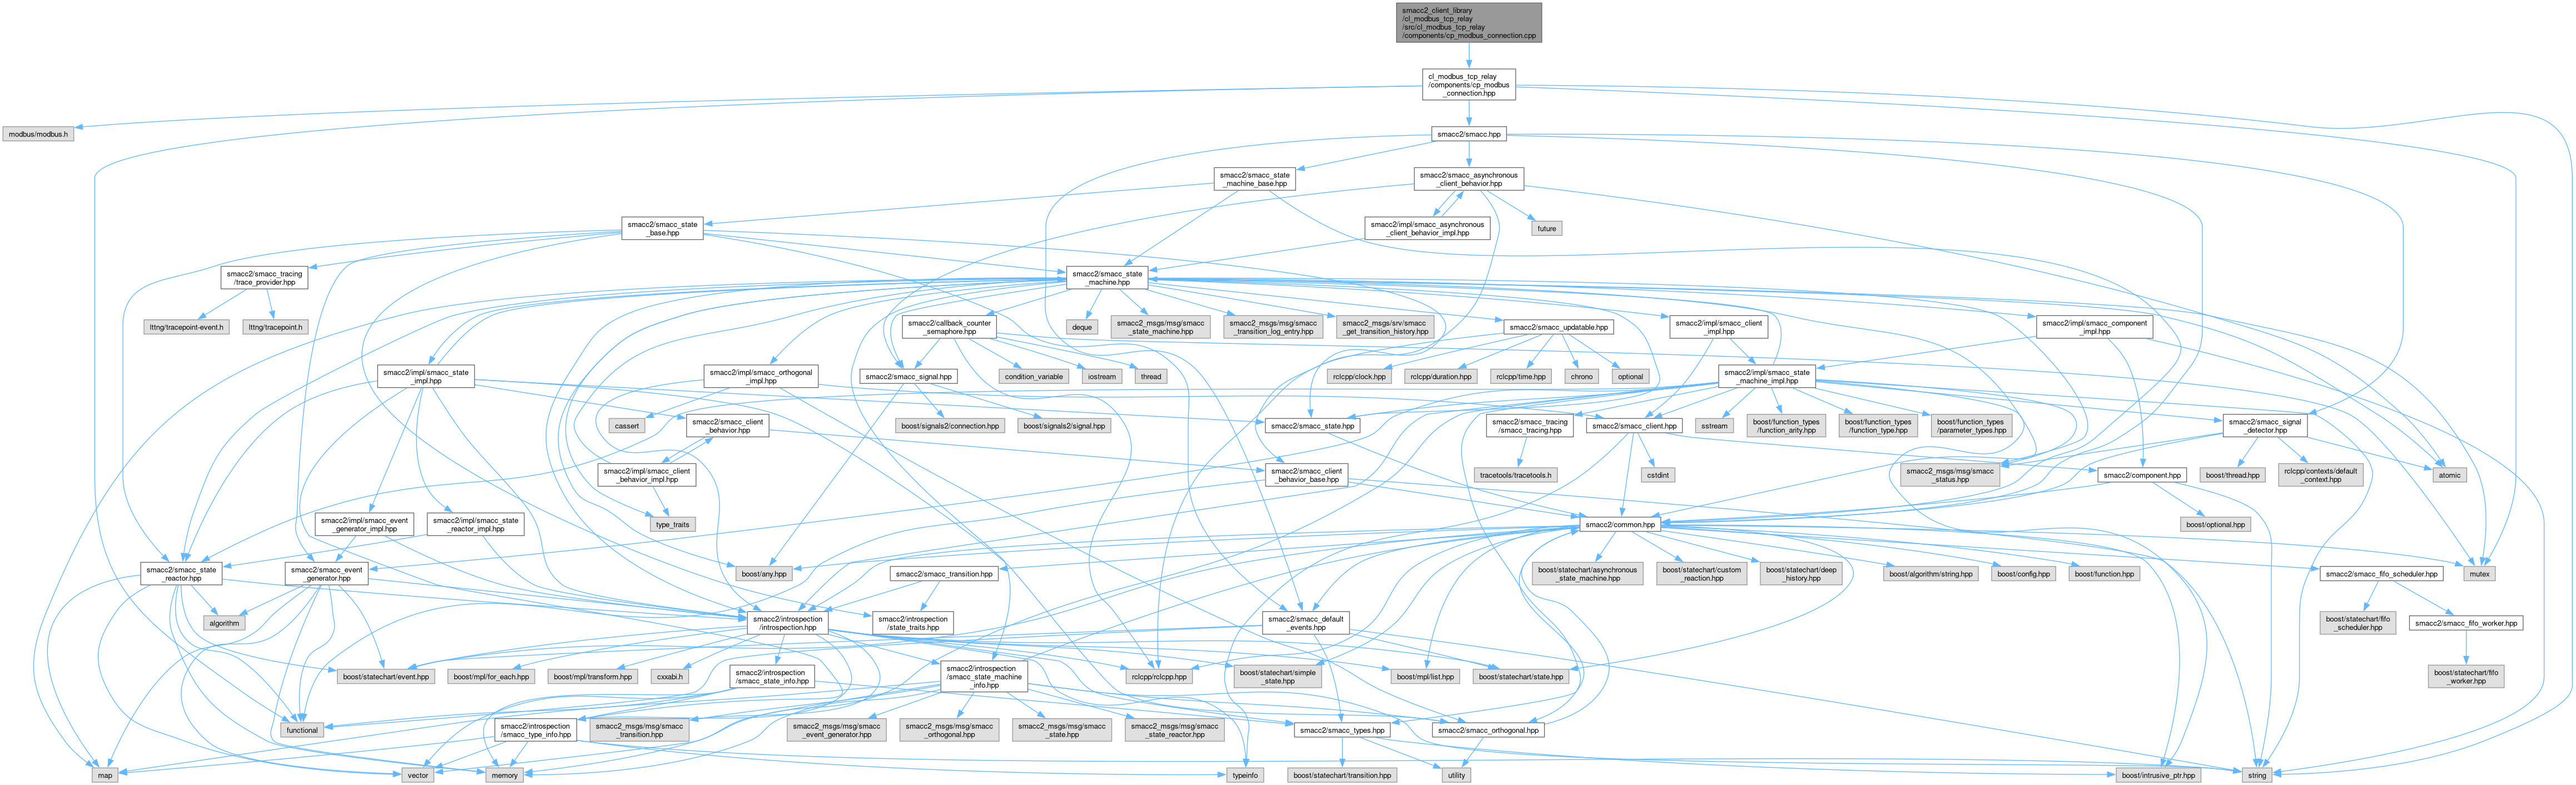 smacc2_client_library
/cl_modbus_tcp_relay
/src/cl_modbus_tcp_relay
/components/cp_modbus_connection.cpp
cl_modbus_tcp_relay
/components/cp_modbus
_connection.hpp
modbus/modbus.h
smacc2/smacc.hpp
smacc2/smacc_state
_machine_base.hpp
smacc2/smacc_asynchronous
_client_behavior.hpp
smacc2/smacc_state
_base.hpp
smacc2/impl/smacc_asynchronous
_client_behavior_impl.hpp
future
smacc2/smacc_tracing
/trace_provider.hpp
smacc2/smacc_state
_machine.hpp
lttng/tracepoint-event.h
lttng/tracepoint.h
smacc2/callback_counter
_semaphore.hpp
deque
smacc2_msgs/msg/smacc
_state_machine.hpp
smacc2_msgs/msg/smacc
_transition_log_entry.hpp
smacc2_msgs/srv/smacc
_get_transition_history.hpp
smacc2/smacc_updatable.hpp
smacc2/impl/smacc_client
_impl.hpp
smacc2/impl/smacc_component
_impl.hpp
smacc2/impl/smacc_state
_impl.hpp
smacc2/impl/smacc_orthogonal
_impl.hpp
smacc2/smacc_signal.hpp
condition_variable
iostream
thread
rclcpp/clock.hpp
rclcpp/duration.hpp
rclcpp/time.hpp
chrono
optional
smacc2/impl/smacc_state
_machine_impl.hpp
cassert
smacc2/smacc_client
_behavior.hpp
boost/signals2/connection.hpp
boost/signals2/signal.hpp
smacc2/smacc_state.hpp
smacc2/smacc_tracing
/smacc_tracing.hpp
smacc2/smacc_client.hpp
sstream
boost/function_types
/function_arity.hpp
boost/function_types
/function_type.hpp
boost/function_types
/parameter_types.hpp
smacc2/smacc_signal
_detector.hpp
smacc2/impl/smacc_client
_behavior_impl.hpp
smacc2/smacc_client
_behavior_base.hpp
tracetools/tracetools.h
cstdint
smacc2_msgs/msg/smacc
_status.hpp
smacc2/component.hpp
boost/thread.hpp
rclcpp/contexts/default
_context.hpp
atomic
smacc2/impl/smacc_event
_generator_impl.hpp
smacc2/impl/smacc_state
_reactor_impl.hpp
type_traits
smacc2/common.hpp
boost/optional.hpp
smacc2/smacc_state
_reactor.hpp
smacc2/smacc_event
_generator.hpp
boost/any.hpp
smacc2/smacc_transition.hpp
boost/statechart/asynchronous
_state_machine.hpp
boost/statechart/custom
_reaction.hpp
boost/statechart/deep
_history.hpp
boost/algorithm/string.hpp
boost/config.hpp
boost/function.hpp
smacc2/smacc_fifo_scheduler.hpp
mutex
algorithm
smacc2/introspection
/introspection.hpp
smacc2/introspection
/state_traits.hpp
smacc2/smacc_default
_events.hpp
boost/statechart/fifo
_scheduler.hpp
smacc2/smacc_fifo_worker.hpp
boost/statechart/event.hpp
boost/mpl/for_each.hpp
boost/mpl/transform.hpp
cxxabi.h
smacc2/introspection
/smacc_state_info.hpp
smacc2/introspection
/smacc_state_machine
_info.hpp
rclcpp/rclcpp.hpp
boost/statechart/simple
_state.hpp
boost/mpl/list.hpp
boost/statechart/state.hpp
boost/statechart/fifo
_worker.hpp
functional
smacc2/introspection
/smacc_type_info.hpp
smacc2_msgs/msg/smacc
_transition.hpp
smacc2_msgs/msg/smacc
_event_generator.hpp
smacc2_msgs/msg/smacc
_orthogonal.hpp
smacc2_msgs/msg/smacc
_state.hpp
smacc2_msgs/msg/smacc
_state_reactor.hpp
smacc2/smacc_types.hpp
smacc2/smacc_orthogonal.hpp
map
vector
memory
typeinfo
boost/statechart/transition.hpp
utility
boost/intrusive_ptr.hpp
string